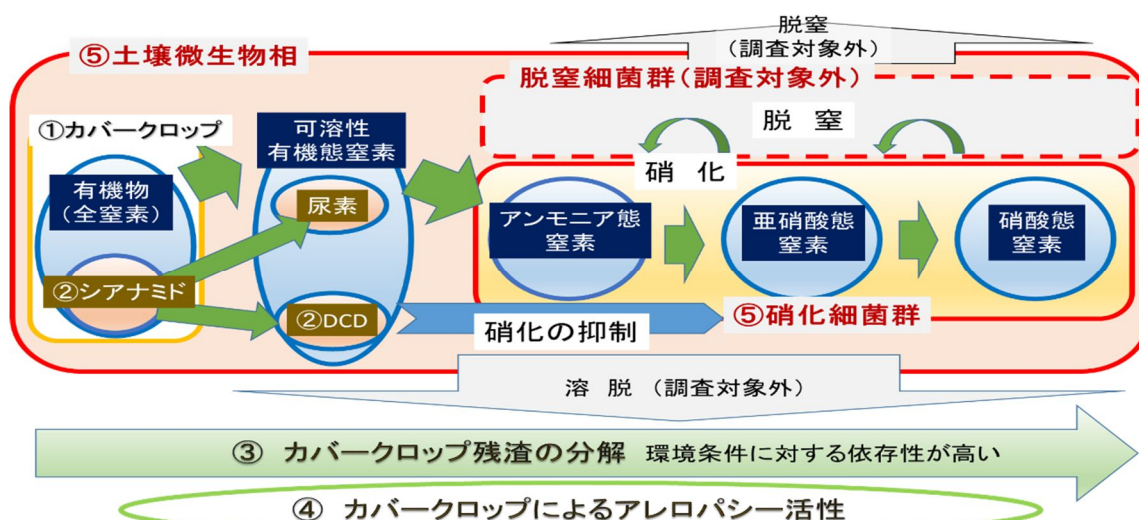 脱窒
(調査対象外)
⑤土壌微生物相
脱窒細菌群(調査対象外)
脱 窒
①カバークロップ
可溶性
有機態窒素
硝 化
有機物
(全窒素)
尿素
アンモニア態
窒素
亜硝酸態
窒素
硝酸態
窒素
②シアナミド
②DCD
硝化の抑制
⑤硝化細菌群
溶 脱 (調査対象外)
③ カバークロップ残渣の分解 環境条件に対する依存性が高い
④ カバークロップによるアレロパシー活性